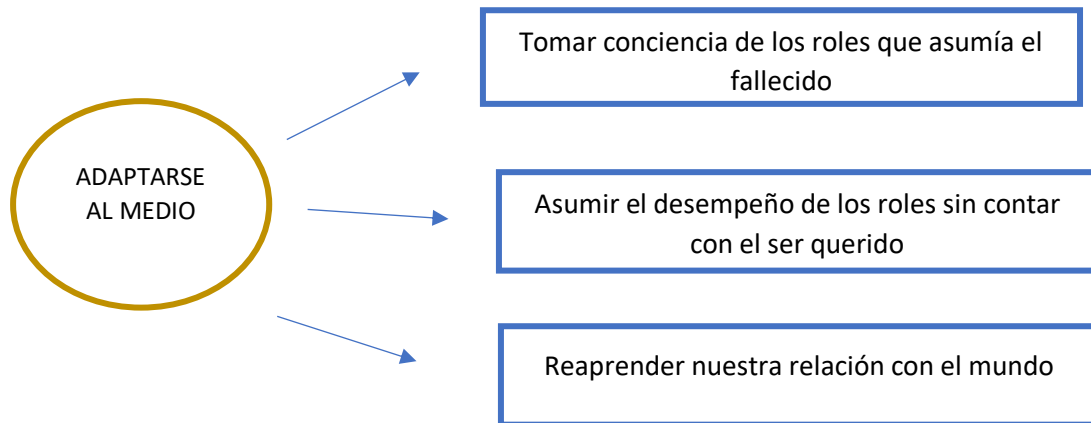 Tomar conciencia de los roles que asumía el
fallecido
ADAPTARSE
AL MEDIO
Asumir el desempeño de los roles sin contar
con el ser querido
Reaprender nuestra relación con el mundo